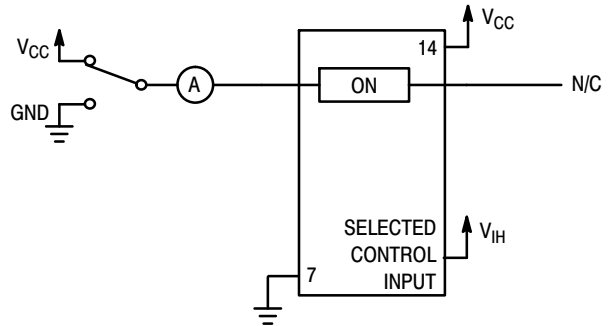 VCC
14
VCC
A
ON
N/C
GND
SELECTED
CONTROL
INPUT
VIH
7